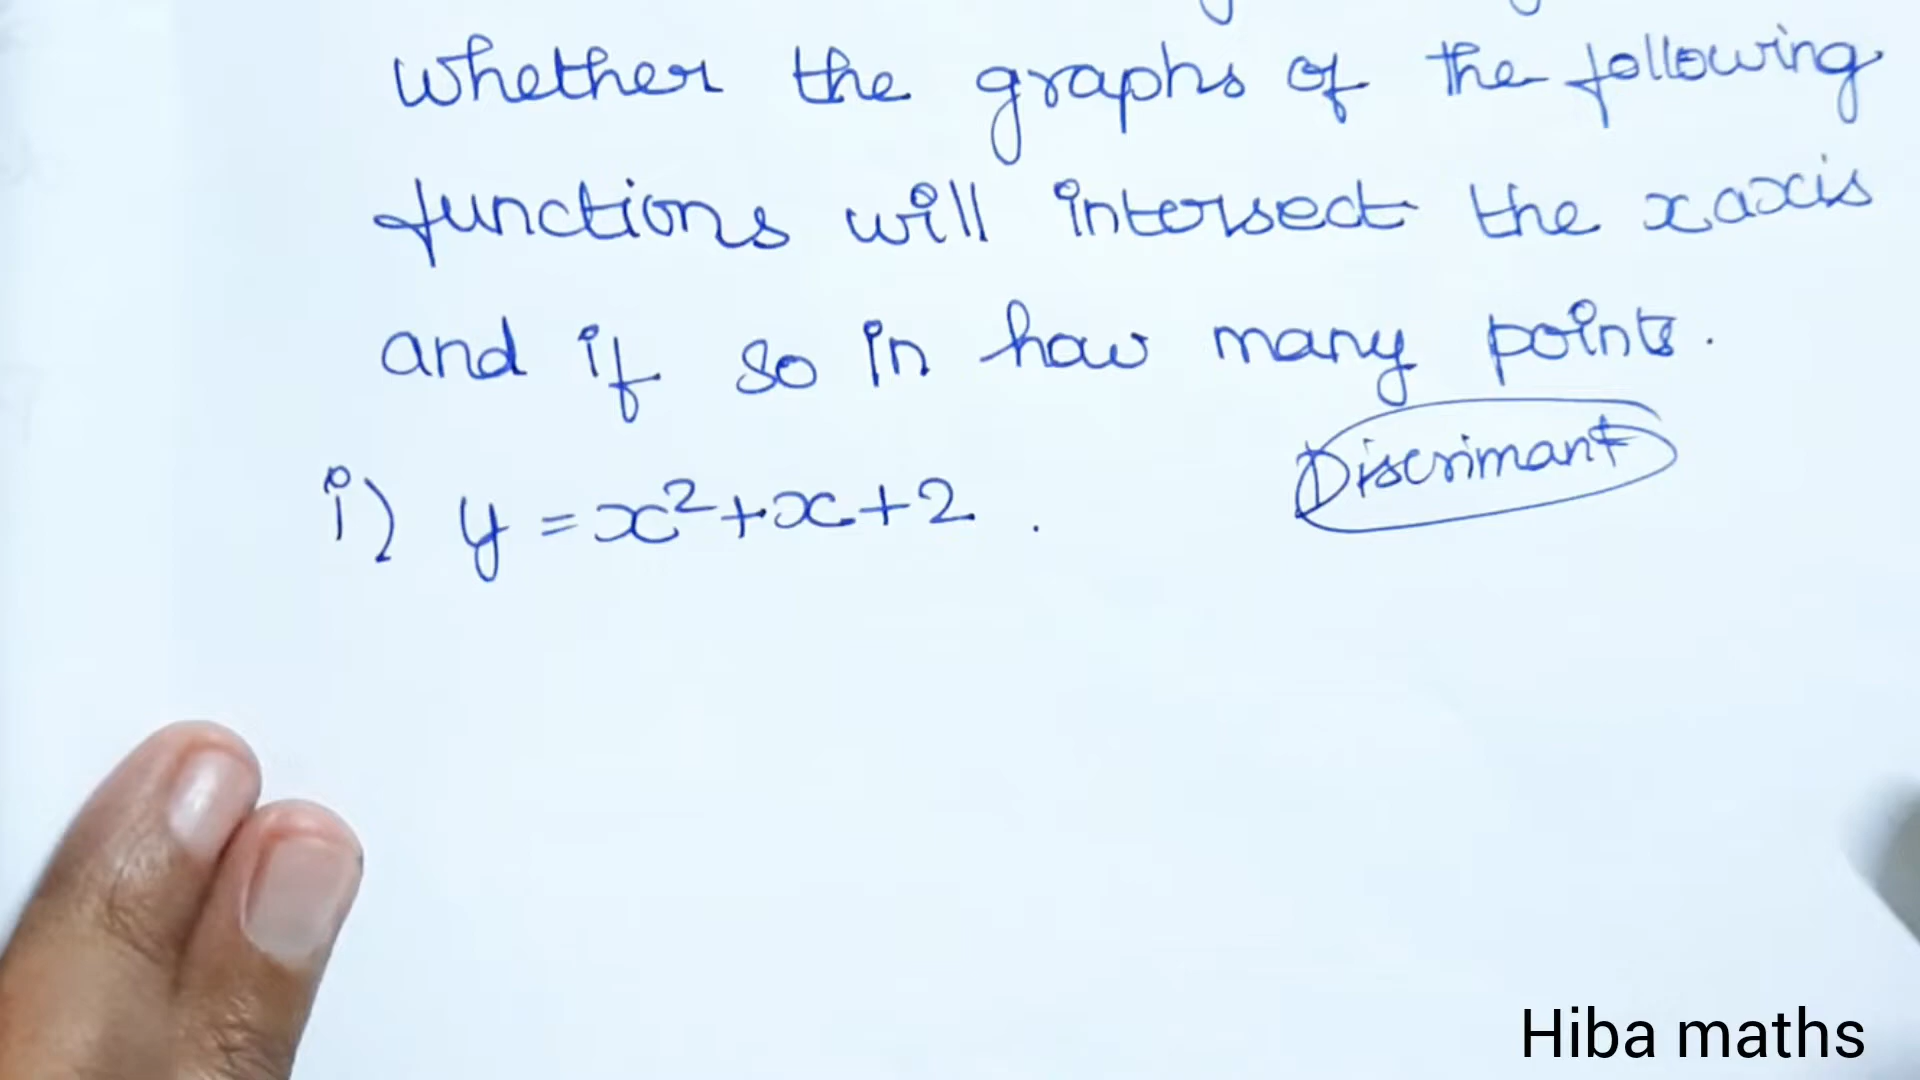 whether the graphs of the following
functions will intersect the x axis
and if so in how many points.
Discrimant
i) y = x² + x + 2 .
Hiba maths